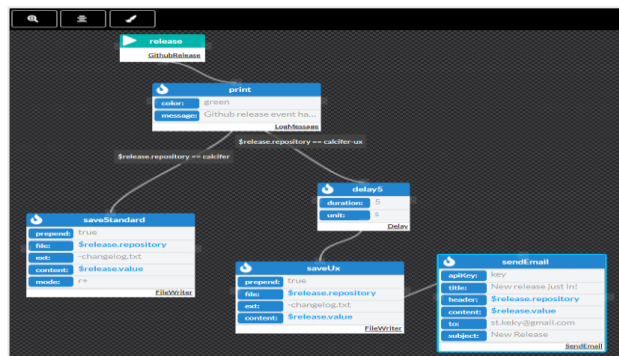 release
GithubRelease
print
color: green
message: Github release event ha...
LogMessage
$release.repository == calcifer-ux
$release.repository == calcifer
delay5
duration: 5
unit: s
Delay
saveStandard
prepend: true
file: $release.repository
ext: -changelog.txt
content: $release.value
mode: r+
FileWriter
saveUx
prepend: true
file: $release.repository
ext: -changelog.txt
content: $release.value
FileWriter
sendEmail
apiKey: key
title: New release just in!
header: $release.repository
content: $release.value
to: st.keky@gmail.com
subject: New Release
SendEmail